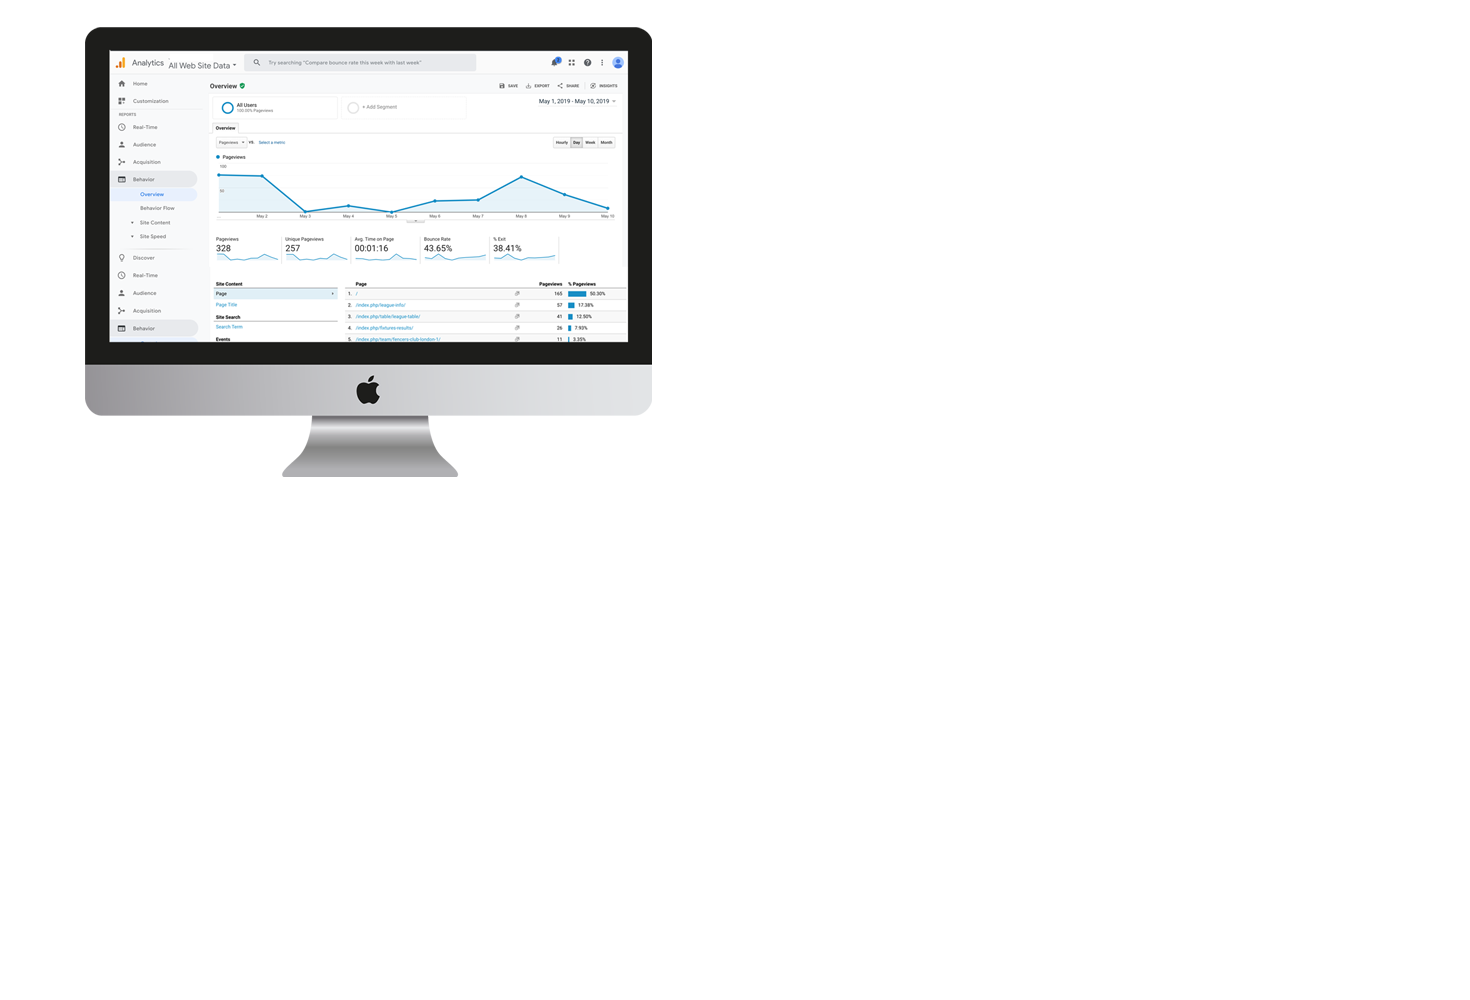 Analytics
All Web Site Data
Try searching "Compare bounce rate this week with last week"
Home
Customization
REPORTS
Real-Time
Audience
Acquisition
Behavior
Overview
Behavior Flow
Site Content
Site Speed
Discover
Real-Time
Audience
Acquisition
Behavior
Overview
SAVE EXPORT SHARE INSIGHTS
All Users
100.00% Pageviews
+ Add Segment
May 1, 2019 - May 10, 2019
Overview
Pageviews VS. Select a metric
Hourly Day Week Month
Pageviews
100
50
May 2 May 3 May 4 May 5 May 6 May 7 May 8 May 9 May 10
Pageviews
328
Unique Pageviews
257
Avg. Time on Page
00:01:16
Bounce Rate
43.65%
% Exit
38.41%
Site Content
Page
Page Title
Site Search
Search Term
Events
Page Pageviews % Pageviews
1. / 165 50.30%
2. /index.php/league-info/ 57 17.38%
3. /index.php/table/league-table/ 41 12.50%
4. /index.php/fixtures-results/ 26 7.93%
5. /index.php/team/fencers-club-london-1/ 11 3.35%